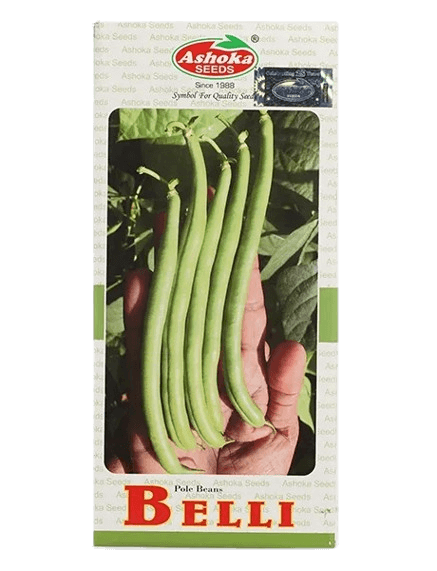 Ashoka
SEEDS
®
Since 1988
Symbol For Quality Seeds
Pole Beans
BELLI